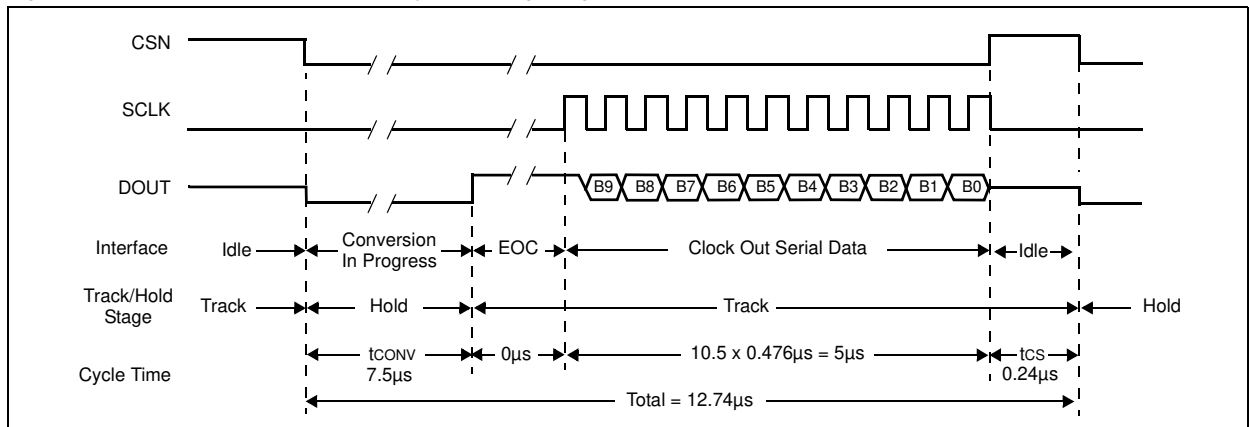 CSN
SCLK
DOUT
B9 B8 B7 B6 B5 B4 B3 B2 B1 B0
Interface Idle Conversion In Progress EOC Clock Out Serial Data Idle
Track/Hold Stage Track Hold Track Hold
Cycle Time
tCONV 7.5µs
0µs
10.5 x 0.476µs = 5µs
tCS 0.24µs
Total = 12.74µs